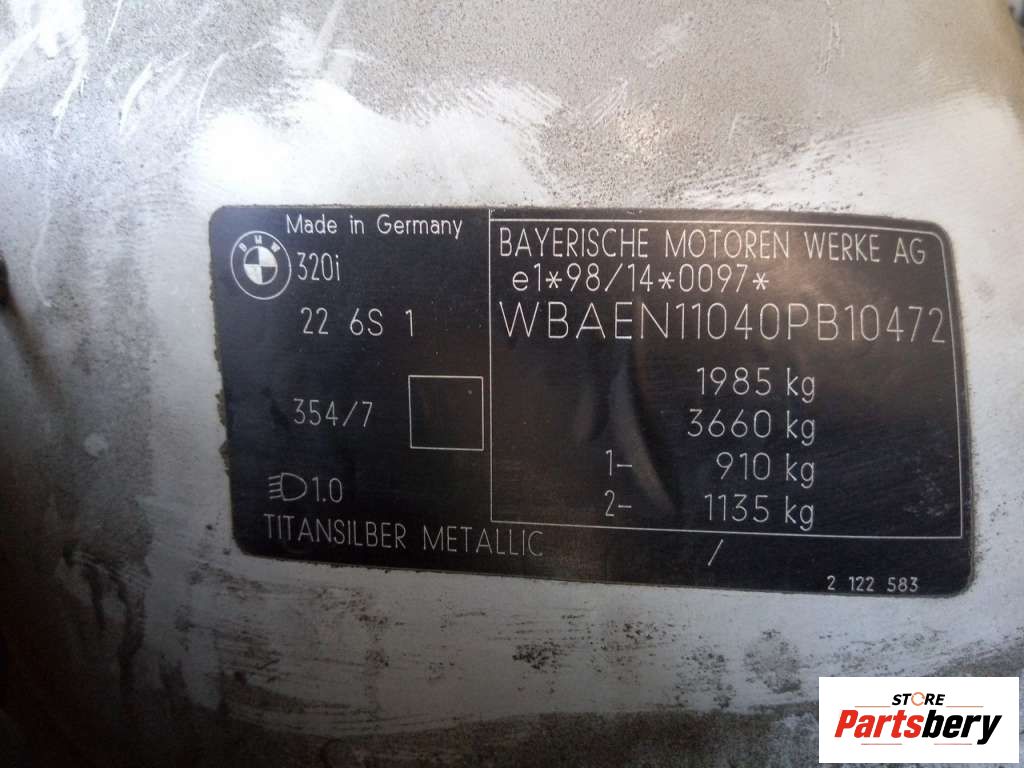 Made in Germany
BMW
320i
22 6S 1
354/7
1.0
TITANSILBER METALLIC
BAYERISCHE MOTOREN WERKE AG
e1*98/14*0097*
WBAEN11040PB10472
1985 kg
3660 kg
1- 910 kg
2- 1135 kg
/
2 122 583
STORE
Partsbery